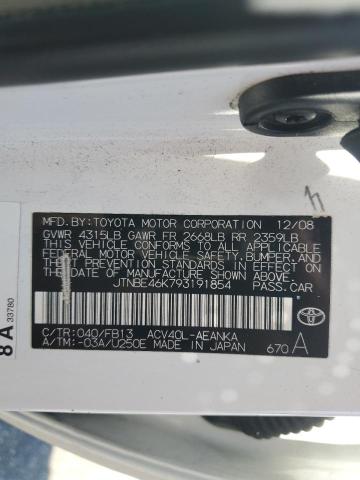 MFD.BY:TOYOTA MOTOR CORPORATION 12/08
GVWR 4315LB GAWR FR 2668LB RR 2359LB
THIS VEHICLE CONFORMS TO ALL APPLICABLE
FEDERAL MOTOR VEHICLE SAFETY, BUMPER, AND
THEFT PREVENTION STANDARDS IN EFFECT ON
THE DATE OF MANUFACTURE SHOWN ABOVE.
JTNBE46K793191854 PASS.CAR
C/TR:040/FB13 ACV40L-AEANKA
A/TM:-03A/U250E MADE IN JAPAN 670 A
8 A 33780